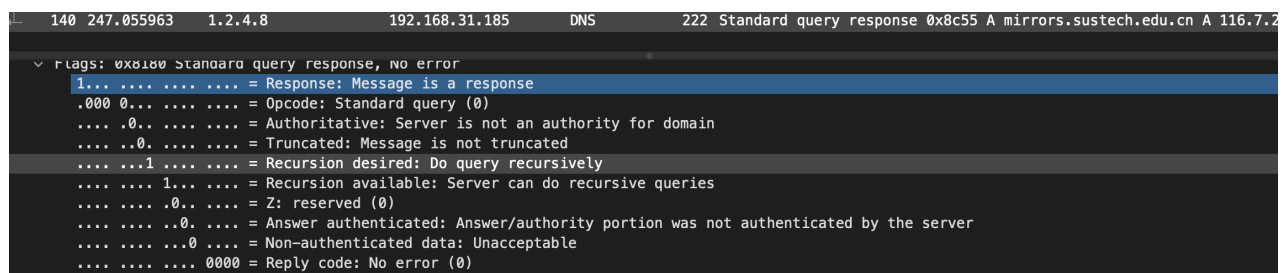 140 247.055963 1.2.4.8 192.168.31.185 DNS 222 Standard query response 0x8c55 A mirrors.sustech.edu.cn A 116.7.2
Flags: 0x8180 Standard query response, No error
1... .... .... .... = Response: Message is a response
.000 0... .... .... = Opcode: Standard query (0)
.... .0.. .... .... = Authoritative: Server is not an authority for domain
.... ..0. .... .... = Truncated: Message is not truncated
.... ...1 .... .... = Recursion desired: Do query recursively
.... .... 1... .... = Recursion available: Server can do recursive queries
.... .... .0.. .... = Z: reserved (0)
.... .... ..0. .... = Answer authenticated: Answer/authority portion was not authenticated by the server
.... .... ...0 .... = Non-authenticated data: Unacceptable
.... .... .... 0000 = Reply code: No error (0)